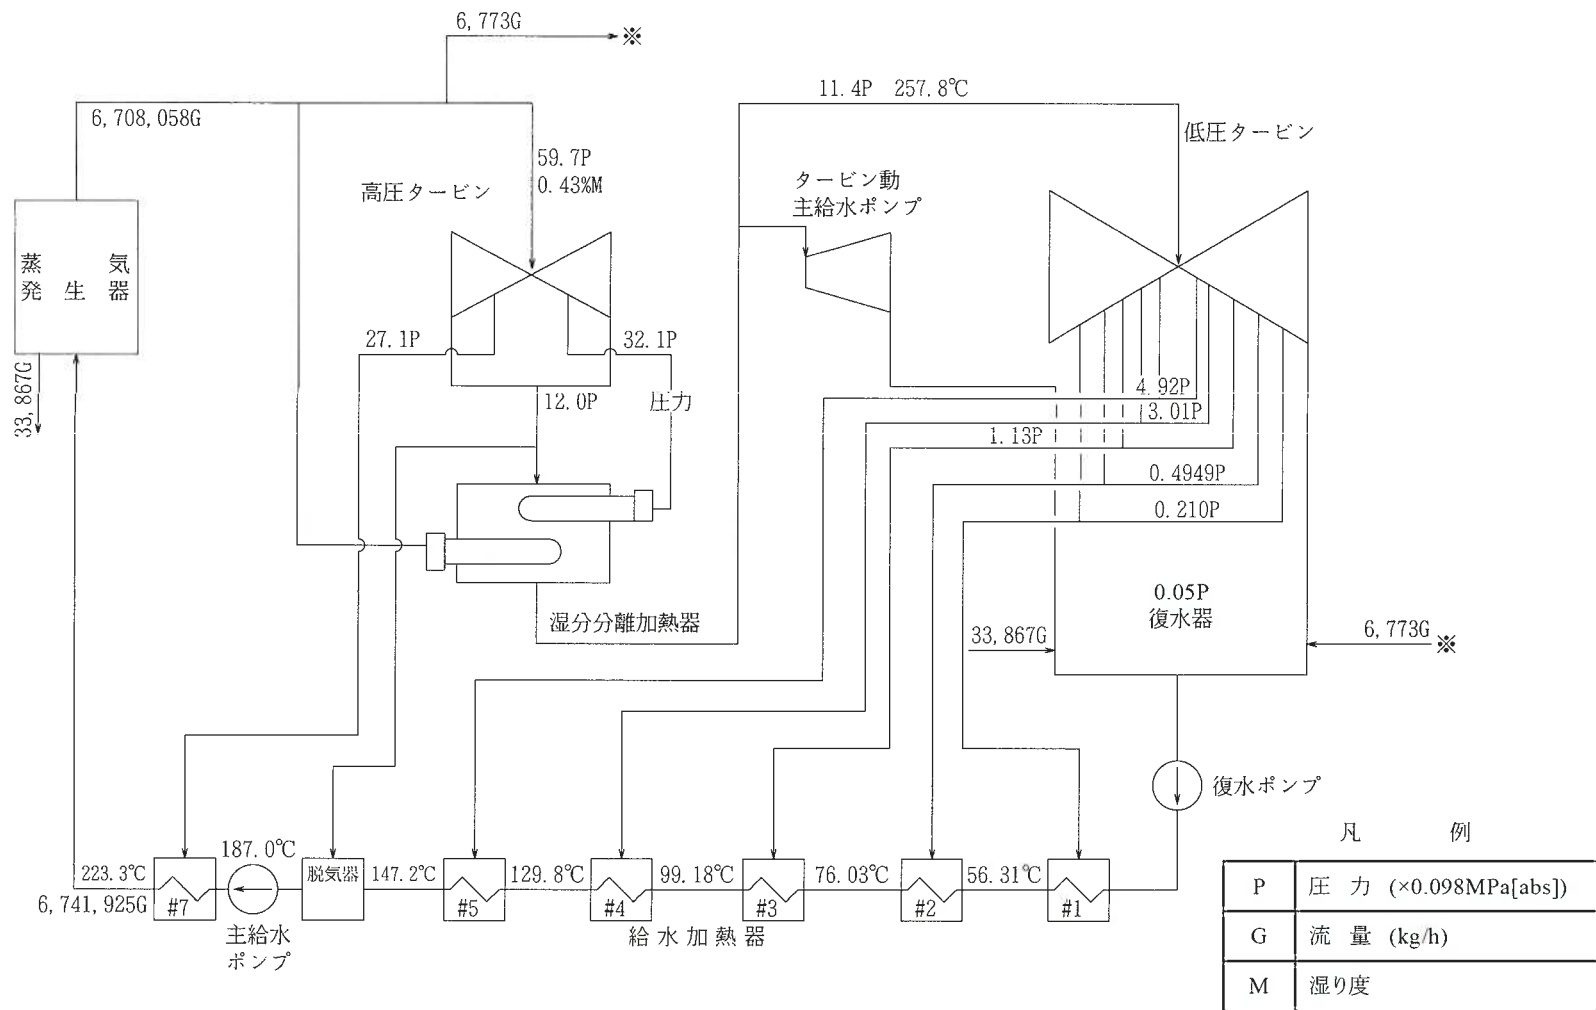 6,773G
※
11.4P 257.8℃
6,708,058G
低圧タービン
59.7P
0.43%M
高圧タービン
タービン動
主給水ポンプ
蒸 気
発 生 器
27.1P
32.1P
33,867G
12.0P
圧力
4.92P
3.01P
1.13P
0.4949P
0.210P
0.05P
復水器
湿分分離加熱器
33,867G
6,773G
※
復水ポンプ
187.0℃
223.3℃
脱気器
147.2℃
129.8℃
99.18℃
76.03℃
56.31℃
6,741,925G
#7
#5
#4
#3
#2
#1
主給水
ポンプ
給水加熱器
凡 例
P 圧 力 (×0.098MPa[abs])
G 流 量 (kg/h)
M 湿り度